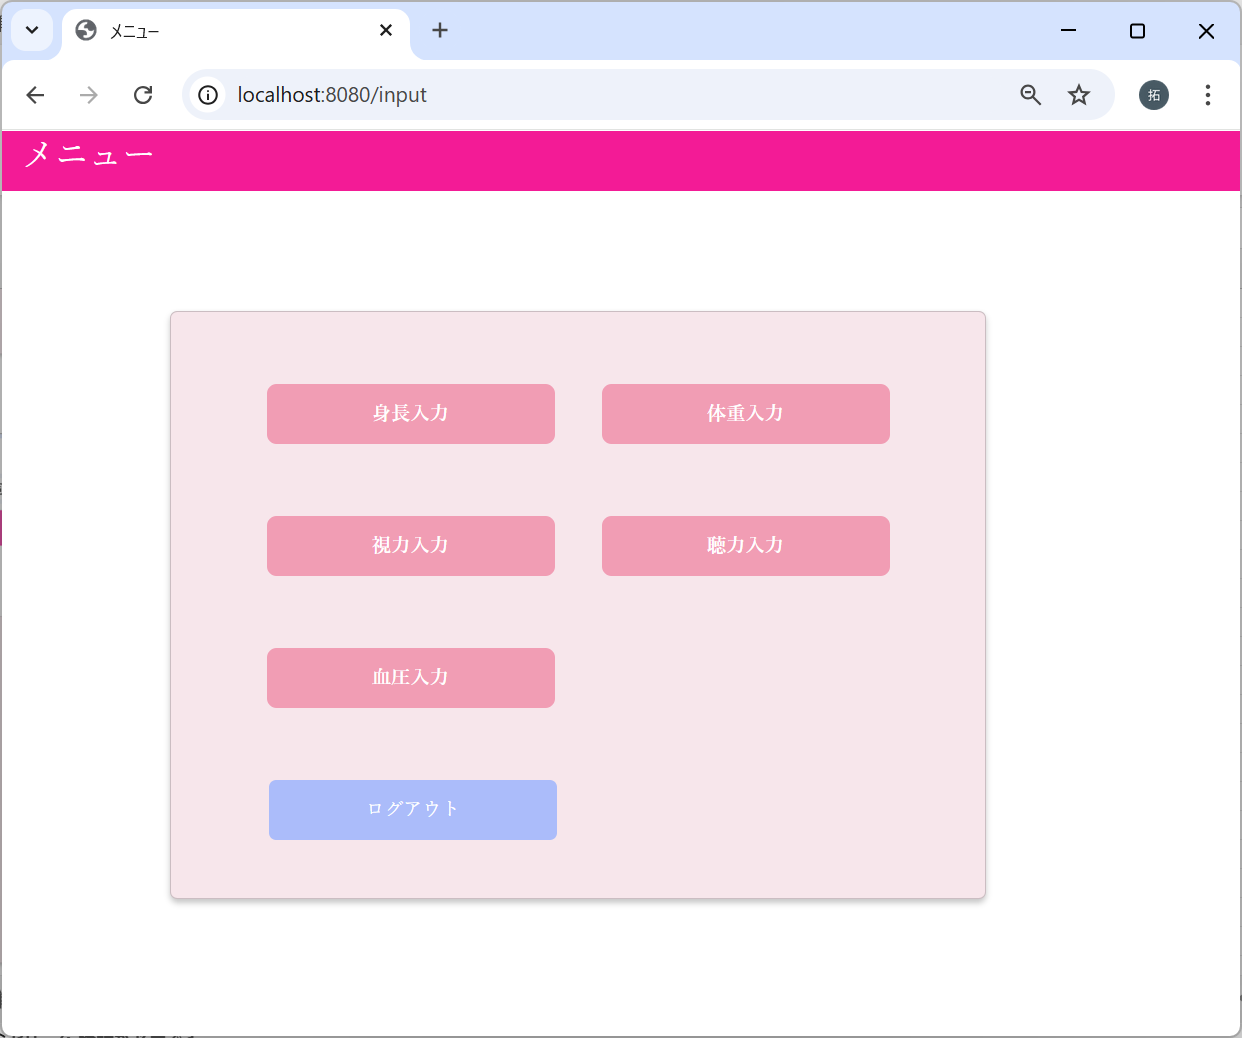 メニュー
localhost:8080/input
拓
メニュー
身長入力 体重入力
視力入力 聴力入力
血圧入力
ログアウト